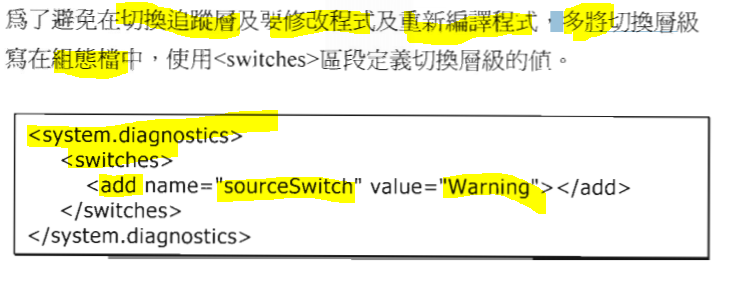 為了避免在切換追蹤層及要修改程式及重新編譯程式，多將切換層級
寫在組態檔中，使用<switches>區段定義切換層級的值。
<system.diagnostics>
<switches>
<add name="sourceSwitch" value="Warning"></add>
</switches>
</system.diagnostics>